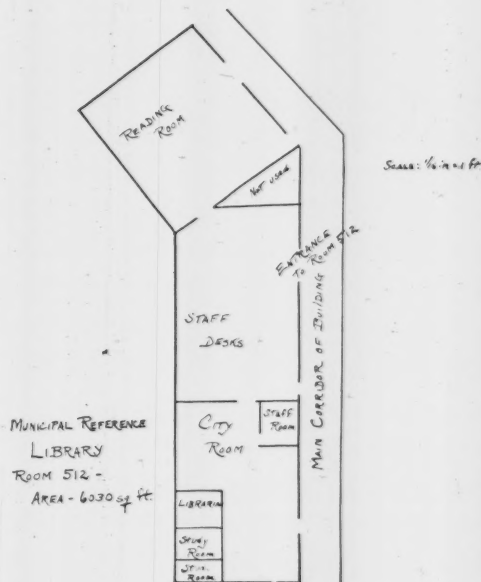 READING
ROOM
Scale: 1/16 in = 1 ft.
NOT USED
ENTRANCE
TO ROOM 512
STAFF
DESKS
MAIN CORRIDOR OF BUILDING
MUNICIPAL REFERENCE
LIBRARY
ROOM 512 -
AREA - 6030 sq ft.
CITY
ROOM
STAFF
ROOM
LIBRARIAN
Study
Room
Room